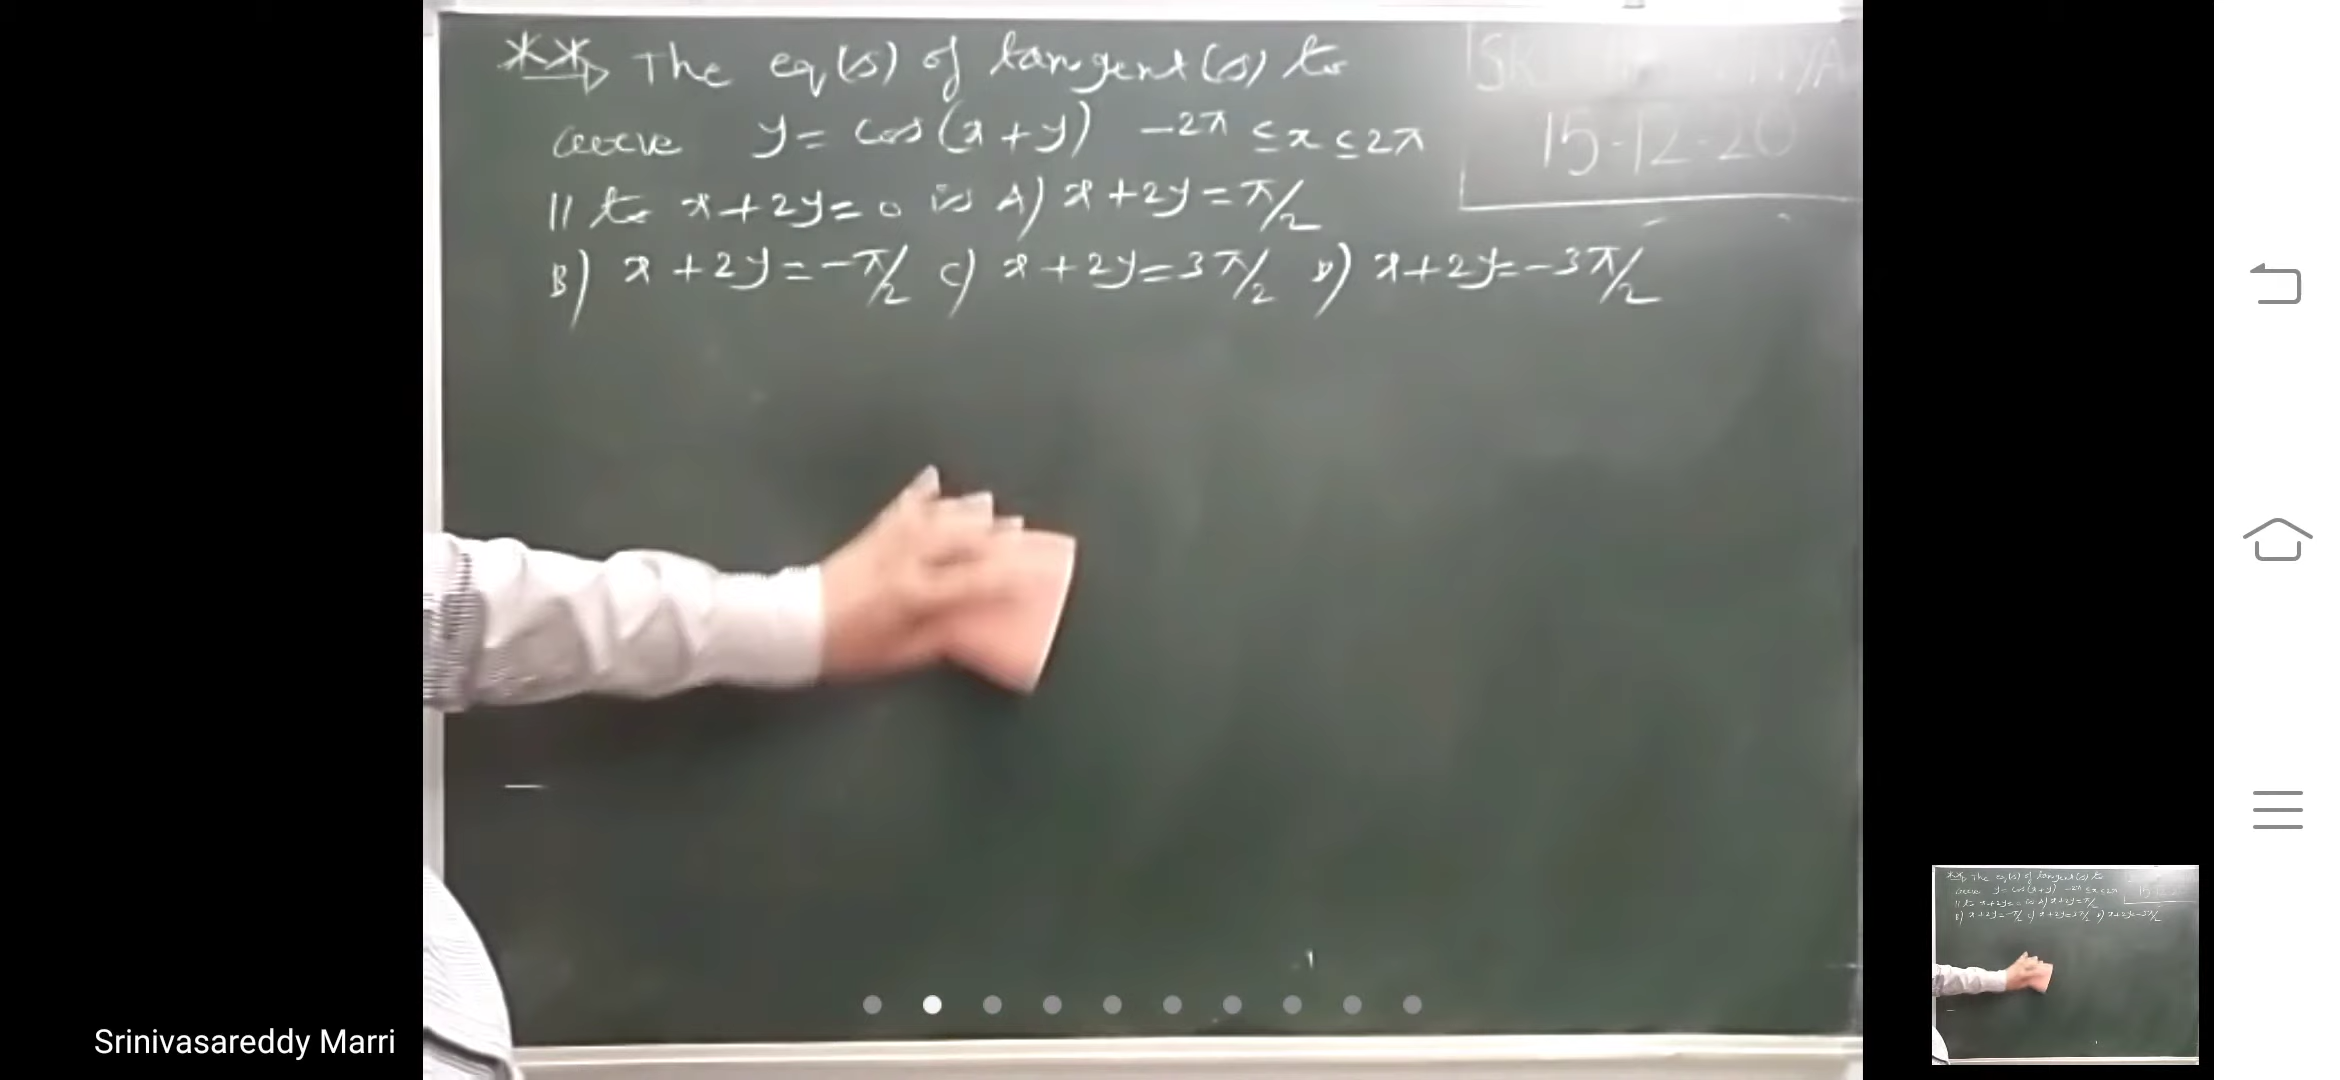 The eq(s) of tangent(s) to
curve y = cos(x+y) -2π ≤ x ≤ 2π
|| to x+2y=0 is A) x+2y=π/2
B) x+2y=-π/2 C) x+2y=3π/2 D) x+2y=-3π/2
15-12-20
Srinivasareddy Marri